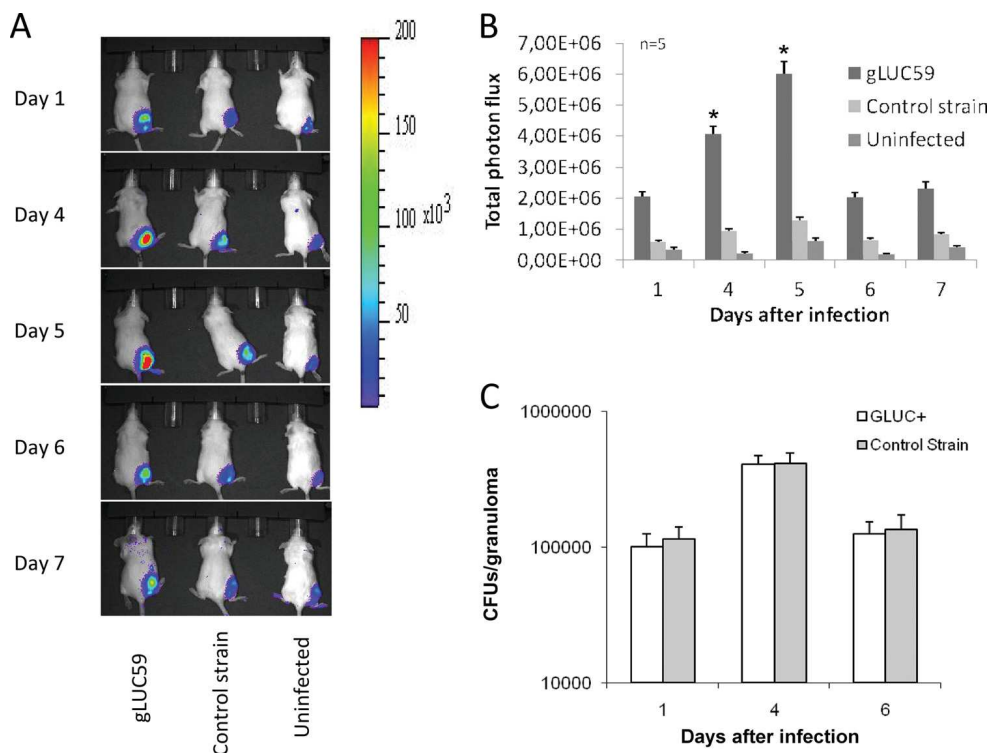 A
Day 1
Day 4
Day 5
Day 6
Day 7
200
150
100
x10³
50
gLUC59
Control strain
Uninfected
B
n=5
Total photon flux
7,00E+06
6,00E+06
5,00E+06
4,00E+06
3,00E+06
2,00E+06
1,00E+06
0,00E+00
*
*
gLUC59
Control strain
Uninfected
1
4
5
6
7
Days after infection
C
CFUs/granuloma
1000000
100000
10000
GLUC+
Control Strain
1
4
6
Days after infection